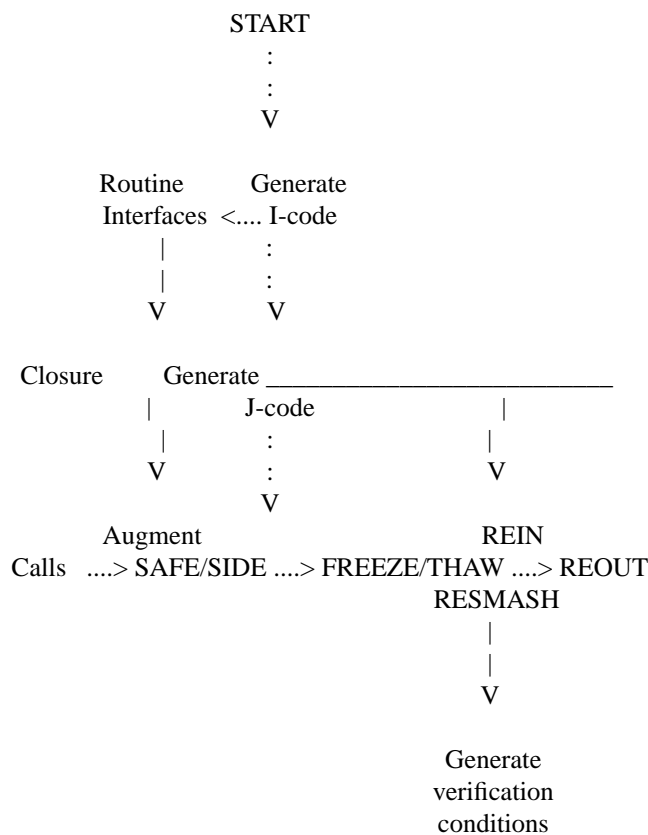 START
:
:
V
Routine Generate
Interfaces <.... I-code
| :
| :
V V
Closure Generate __________________________
| J-code |
| : |
V : V
V
Augment REIN
Calls ....> SAFE/SIDE ....> FREEZE/THAW ....> REOUT
RESMASH
|
|
V
Generate
verification
conditions